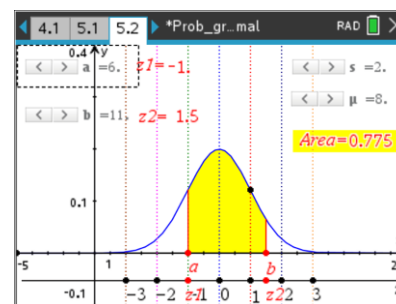 4.1 5.1 5.2 *Prob_gr…mal RAD
0.4 y
< > a =6. z1=-1. < > s =2.
< > μ =8.
< > b =11. z2= 1.5
Area=0.775
0.1
-5 1 a b 2
-0.1 -3 -2 z1 -1 0 1 z2 2 3